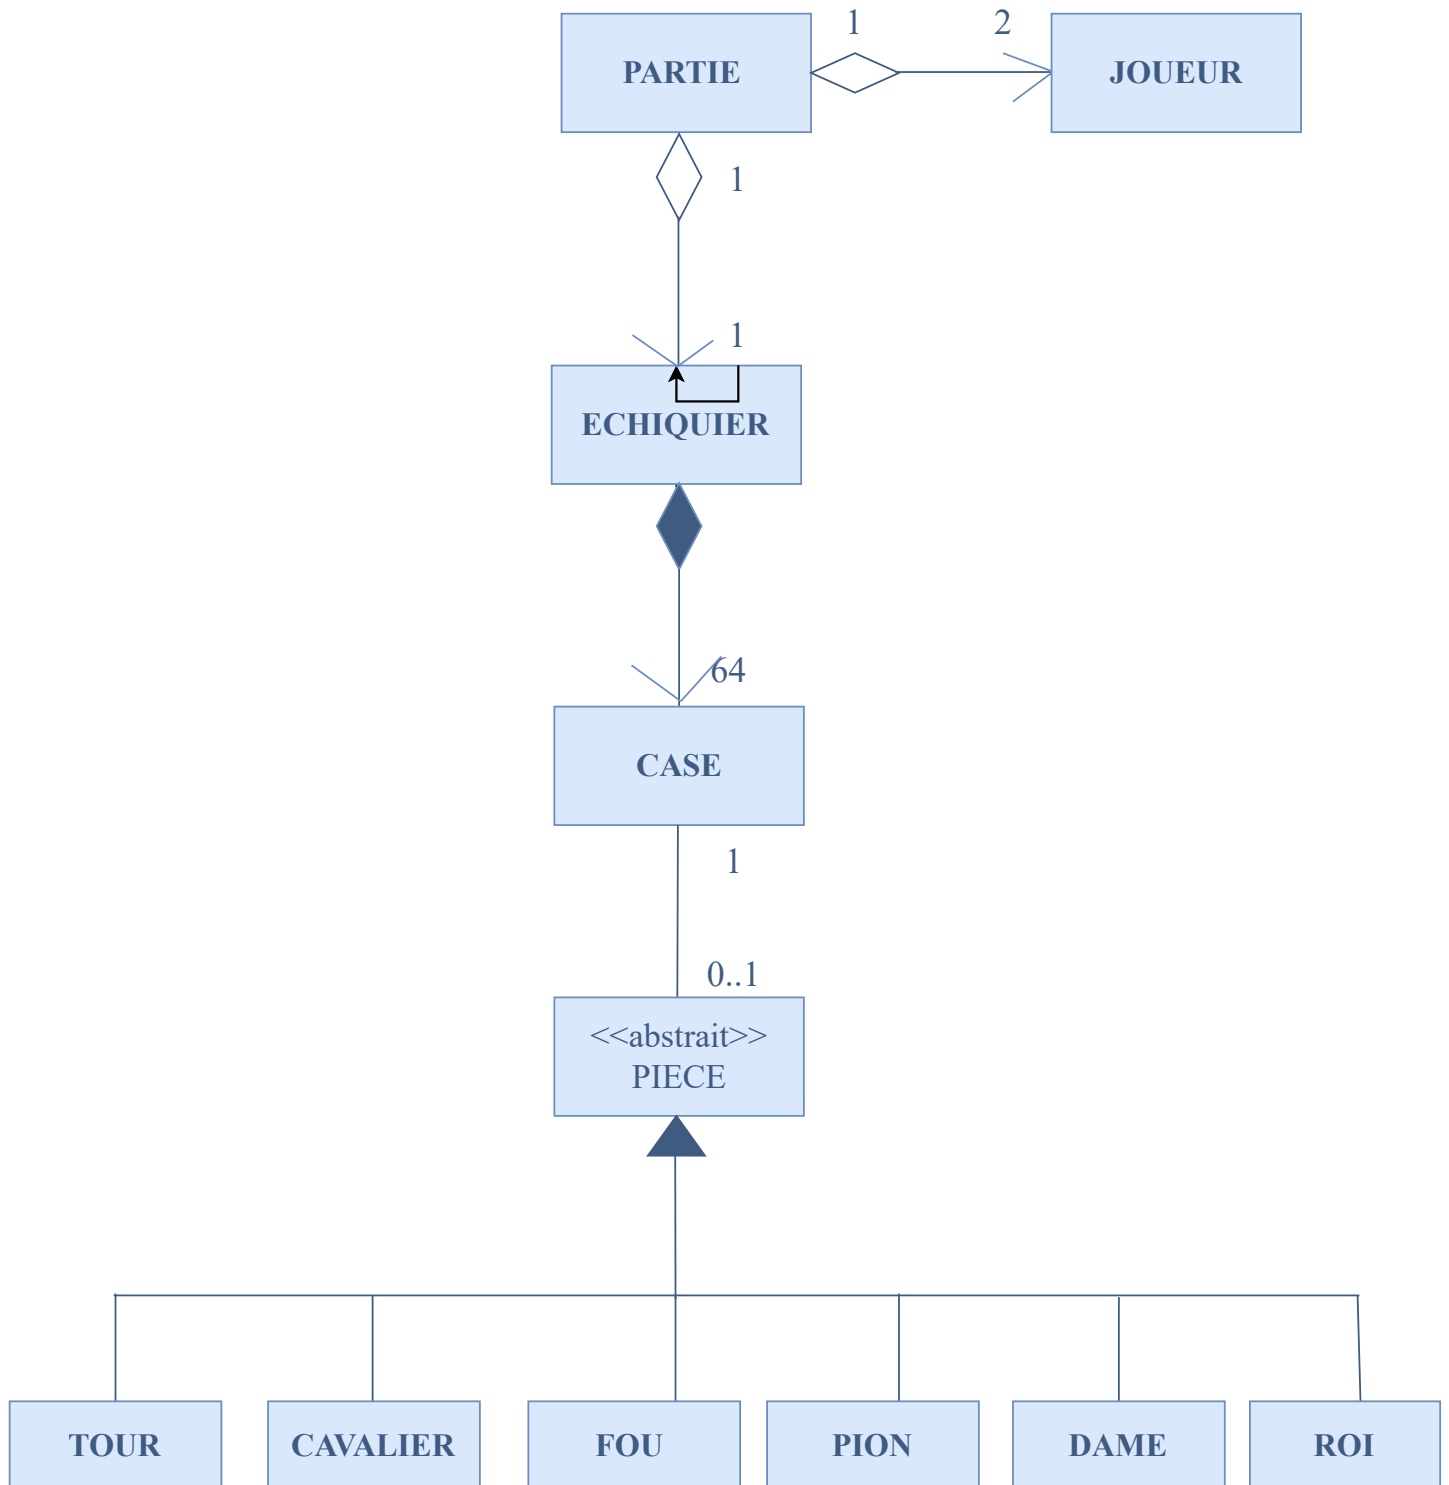 1
2
PARTIE
JOUEUR
1
1
ECHIQUIER
64
CASE
1
0..1
<<abstrait>>
PIECE
TOUR
CAVALIER
FOU
PION
DAME
ROI